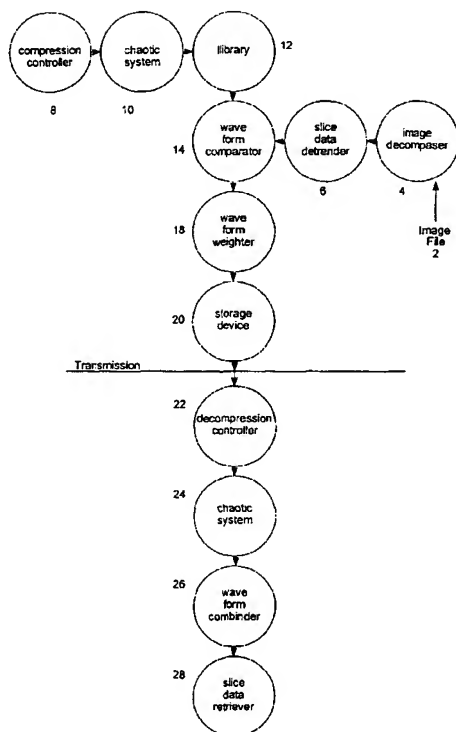 compression
controller
8
chaotic
system
10
library
12
wave
form
comparator
14
slice
data
detrender
6
image
decompaser
4
Image
File
2
wave
form
weighter
18
storage
device
20
Transmission
22
decompression
controller
24
chaotic
system
26
wave
form
combinder
28
slice
data
retriever